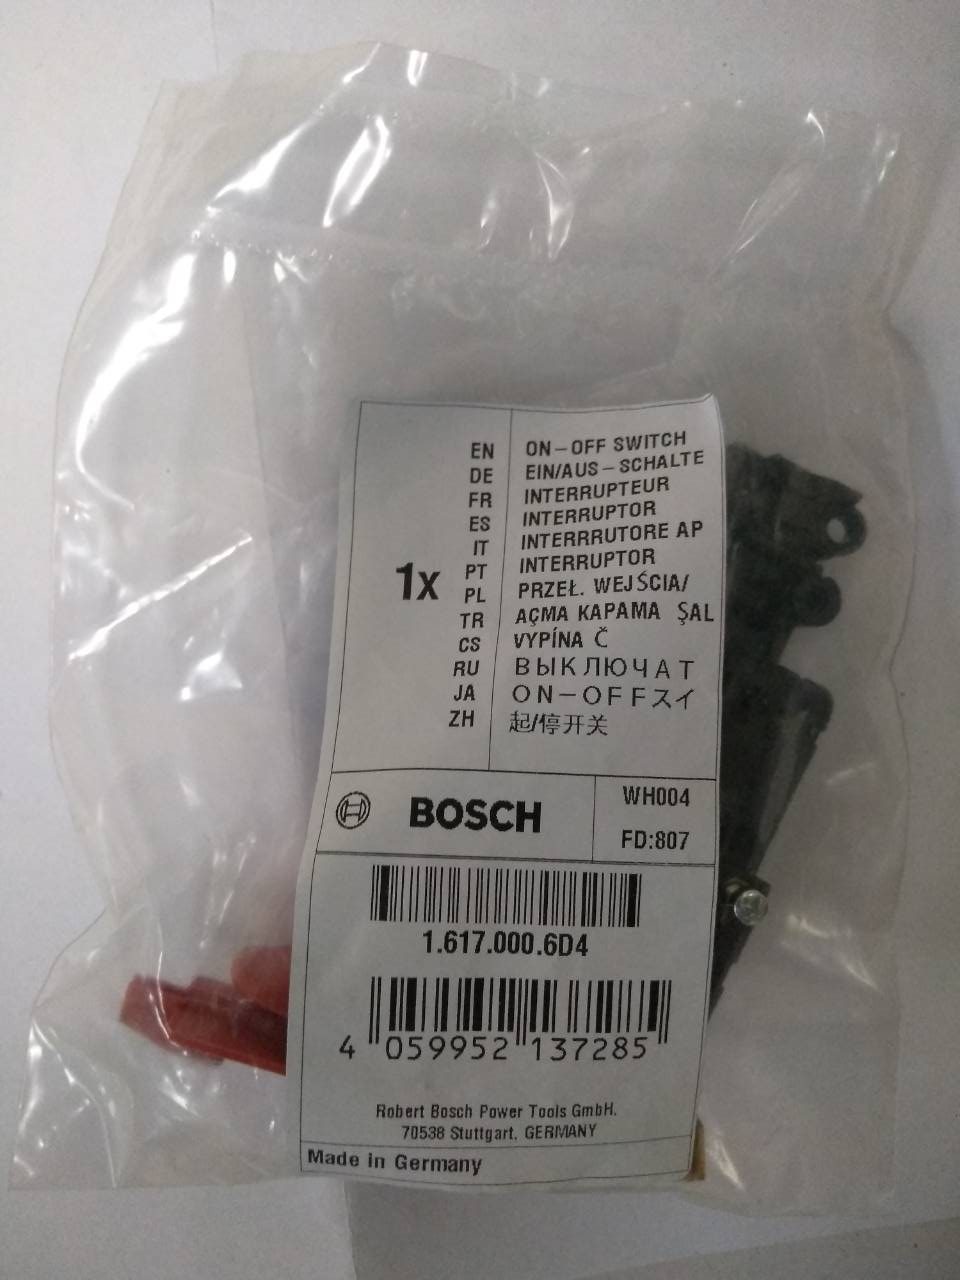 1x
EN ON-OFF SWITCH
DE EIN/AUS-SCHALTE
FR INTERRUPTEUR
ES INTERRUPTOR
IT INTERRRUTORE AP
PT INTERRUPTOR
PL PRZEŁ. WEJŚCIA/
TR AÇMA KAPAMA ŞAL
CS VYPÍNA Č
RU ВЫКЛЮЧАТ
JA ON-OFFスイ
ZH 起/停开关
BOSCH
WH004
FD:807
1.617.000.6D4
4 059952 137285
Robert Bosch Power Tools GmbH.
70538 Stuttgart. GERMANY
Made in Germany